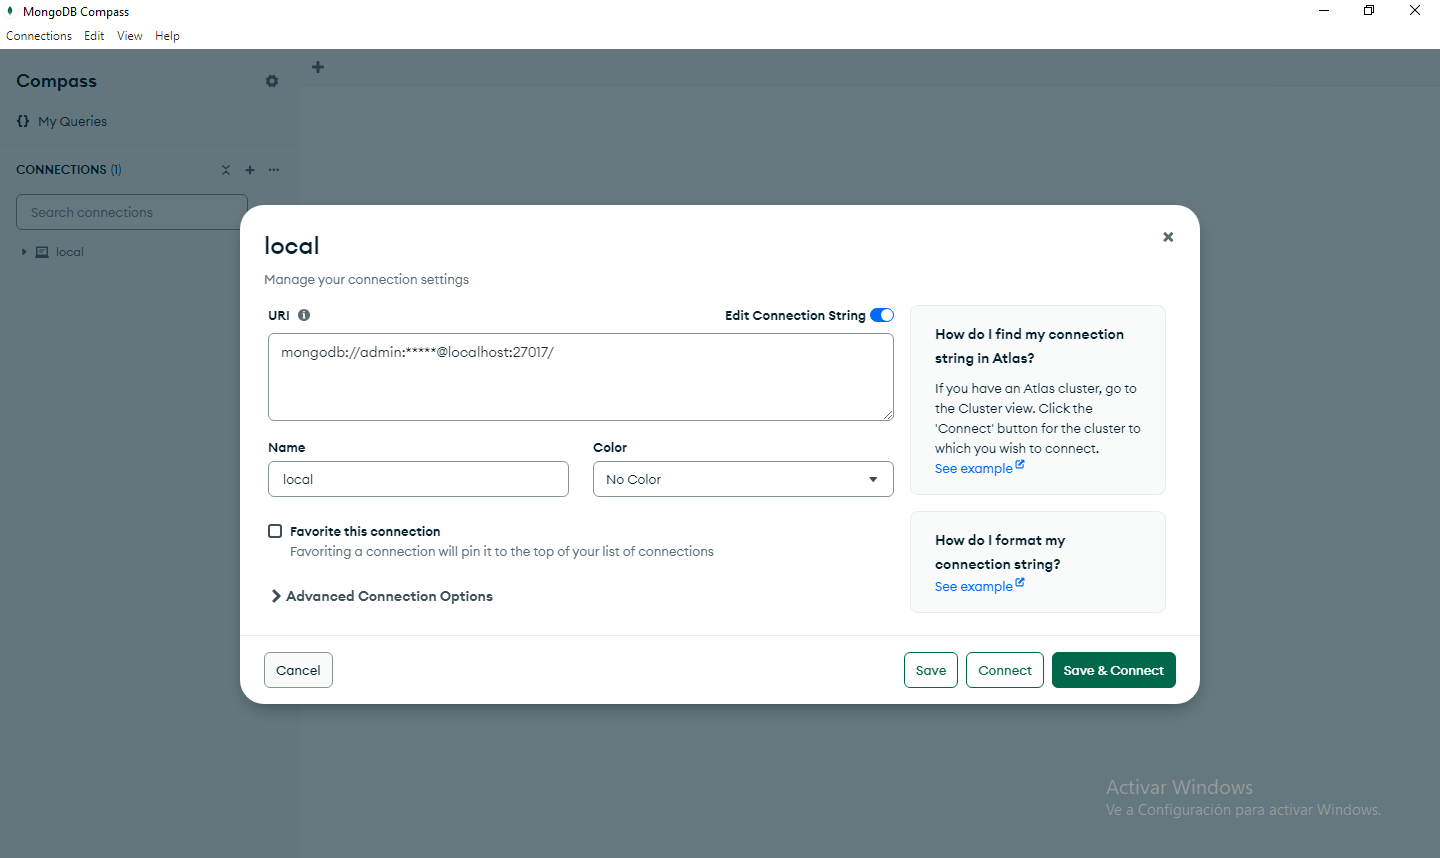 MongoDB Compass
Connections Edit View Help
Compass
{} My Queries
CONNECTIONS (1)
Search connections
local
local
Manage your connection settings
URI
Edit Connection String
mongodb://admin:*****@localhost:27017/
Name
Color
local
No Color
Favorite this connection
Favoriting a connection will pin it to the top of your list of connections
Advanced Connection Options
How do I find my connection
string in Atlas?
If you have an Atlas cluster, go to
the Cluster view. Click the
'Connect' button for the cluster to
which you wish to connect.
See example
How do I format my
connection string?
See example
Cancel
Save
Connect
Save & Connect
Activar Windows
Ve a Configuración para activar Windows.